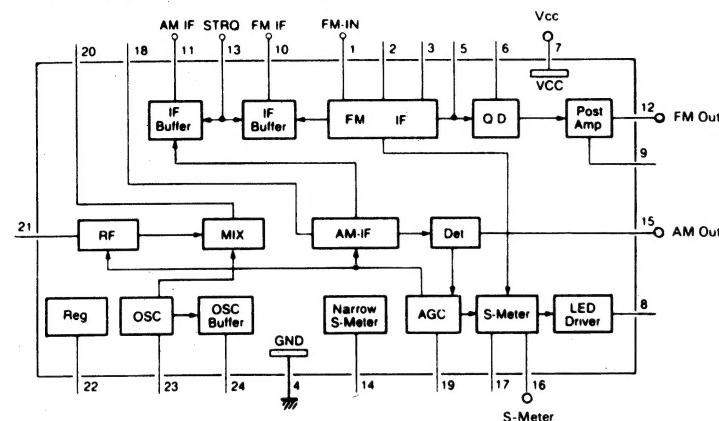 AM IF STRQ FM IF FM-IN Vcc
20 18 11 13 10 1 2 3 5 6 7
VCC
IF Buffer
IF Buffer
FM IF
Q D
Post Amp
12 FM Out
9
21
RF
MIX
AM-IF
Det
15 AM Out
Reg
OSC
OSC Buffer
Narrow S-Meter
AGC
S-Meter
LED Driver
8
GND
22 23 24 4 14 19 17 16
S-Meter